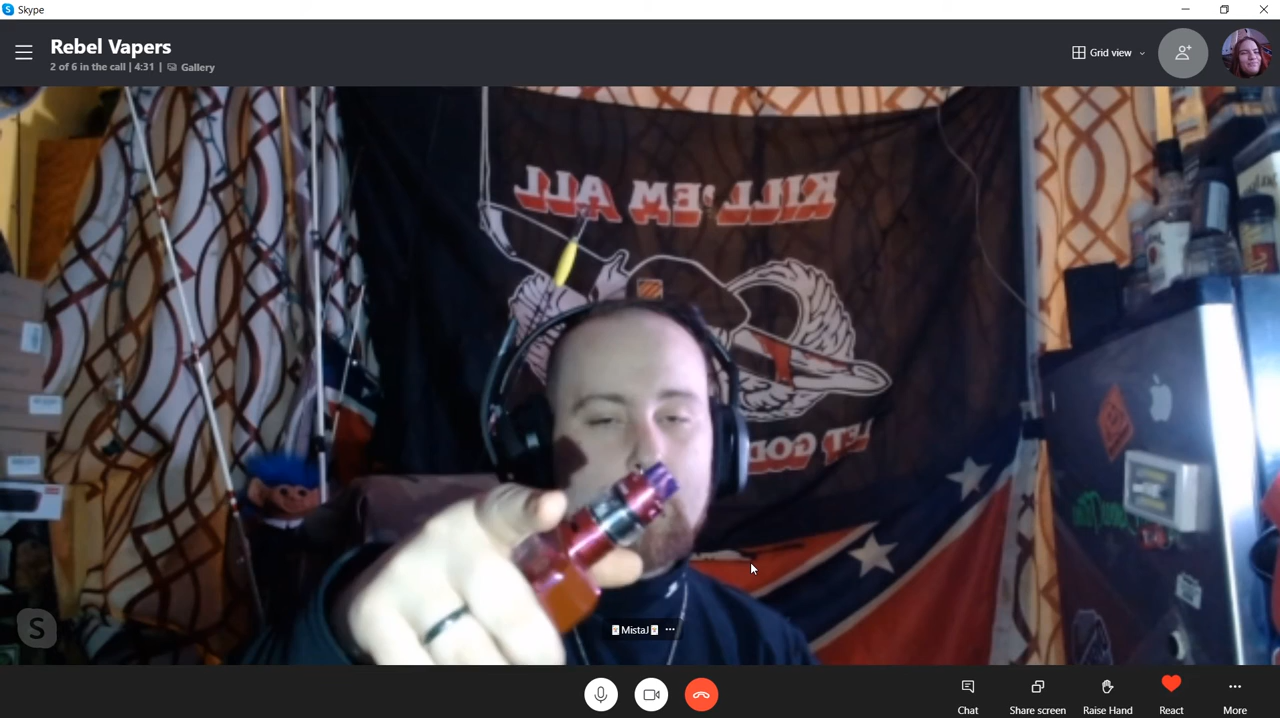 Skype
Rebel Vapers
2 of 6 in the call | 4:31 | Gallery
Grid view
KILL 'EM ALL
LET GOD
MistaJ
Chat
Share screen
Raise Hand
React
More